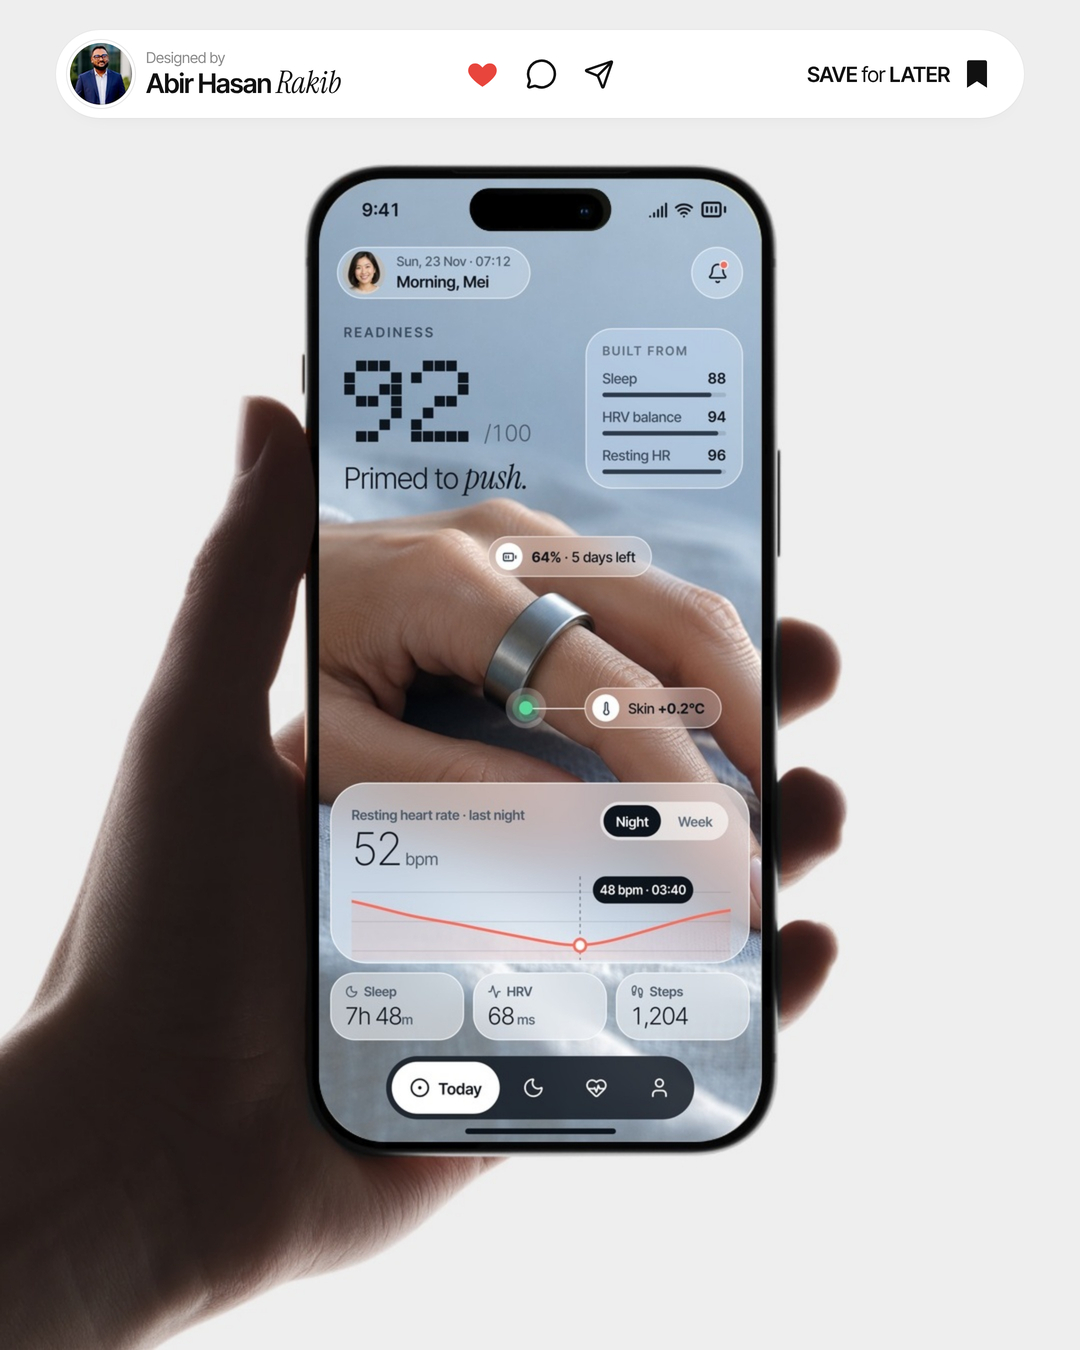 Designed by
Abir Hasan Rakib
SAVE for LATER
9:41
Sun, 23 Nov · 07:12
Morning, Mei
READINESS
92 /100
Primed to push.
BUILT FROM
Sleep 88
HRV balance 94
Resting HR 96
64% · 5 days left
Skin +0.2°C
Resting heart rate · last night
52 bpm
Night Week
48 bpm · 03:40
Sleep
7h 48m
HRV
68 ms
Steps
1,204
Today